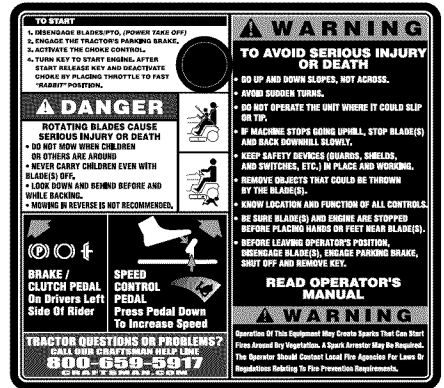 TO START
1. DISENGAGE BLADES/PTO, (POWER TAKE OFF)
2. ENGAGE THE TRACTOR'S PARKING BRAKE.
3. ACTIVATE THE CHOKE CONTROL.
4. TURN KEY TO START ENGINE. AFTER
START RELEASE KEY AND DEACTIVATE
CHOKE BY PLACING THROTTLE TO FAST
"RABBIT" POSITION.
DANGER
ROTATING BLADES CAUSE
SERIOUS INJURY OR DEATH
• DO NOT MOW WHEN CHILDREN
OR OTHERS ARE AROUND
• NEVER CARRY CHILDREN EVEN WITH
BLADE(S) OFF.
• LOOK DOWN AND BEHIND BEFORE AND
WHILE BACKING.
• MOWING IN REVERSE IS NOT RECOMMENDED.
(P) (O)
BRAKE /
CLUTCH PEDAL
On Drivers Left
Side Of Rider
SPEED
CONTROL
PEDAL
Press Pedal Down
To Increase Speed
TRACTOR QUESTIONS OR PROBLEMS?
CALL OUR CRAFTSMAN HELP LINE
800-659-5917
CRAFTSMAN.COM
WARNING
TO AVOID SERIOUS INJURY
OR DEATH
• GO UP AND DOWN SLOPES, NOT ACROSS.
• AVOID SUDDEN TURNS.
• DO NOT OPERATE THE UNIT WHERE IT COULD SLIP
OR TIP.
• IF MACHINE STOPS GOING UPHILL, STOP BLADE(S)
AND BACK DOWNHILL SLOWLY.
• KEEP SAFETY DEVICES (GUARDS, SHIELDS,
AND SWITCHES, ETC.) IN PLACE AND WORKING.
• REMOVE OBJECTS THAT COULD BE THROWN
BY THE BLADE(S).
• KNOW LOCATION AND FUNCTION OF ALL CONTROLS.
• BE SURE BLADE(S) AND ENGINE ARE STOPPED
BEFORE PLACING HANDS OR FEET NEAR BLADE(S).
• BEFORE LEAVING OPERATOR'S POSITION,
DISENGAGE BLADE(S), ENGAGE PARKING BRAKE,
SHUT OFF AND REMOVE KEY.
READ OPERATOR'S
MANUAL
WARNING
Operation Of This Equipment May Create Sparks That Can Start
Fires Around Dry Vegetation. A Spark Arrestor May Be Required.
The Operator Should Contact Local Fire Agencies For Laws Or
Regulations Relating To Fire Prevention Requirements.